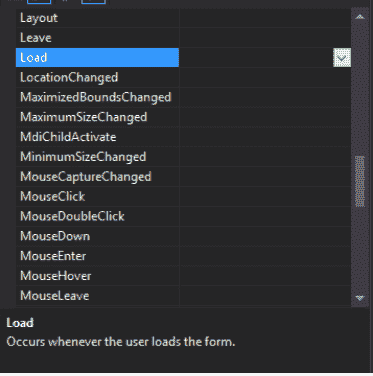 Layout
Leave
Load
LocationChanged
MaximizedBoundsChanged
MaximumSizeChanged
MdiChildActivate
MinimumSizeChanged
MouseCaptureChanged
MouseClick
MouseDoubleClick
MouseDown
MouseEnter
MouseHover
MouseLeave
Load
Occurs whenever the user loads the form.